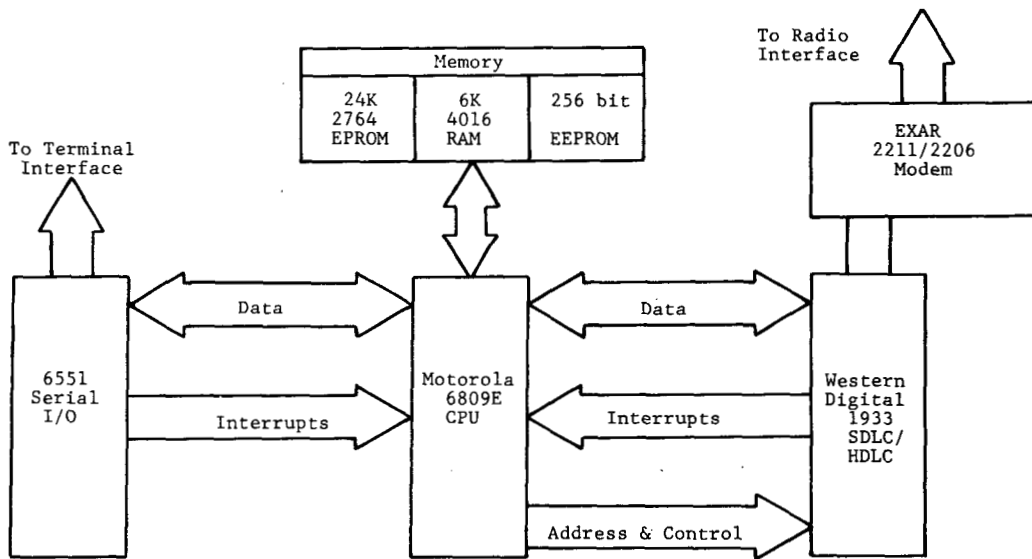 To Radio
Interface
Memory
24K
2764
EPROM
6K
4016
RAM
256 bit
EEPROM
EXAR
2211/2206
Modem
To Terminal
Interface
Data
Data
6551
Serial
I/O
Motorola
6809E
CPU
Western
Digital
1933
SDLC/
HDLC
Interrupts
Interrupts
Address & Control